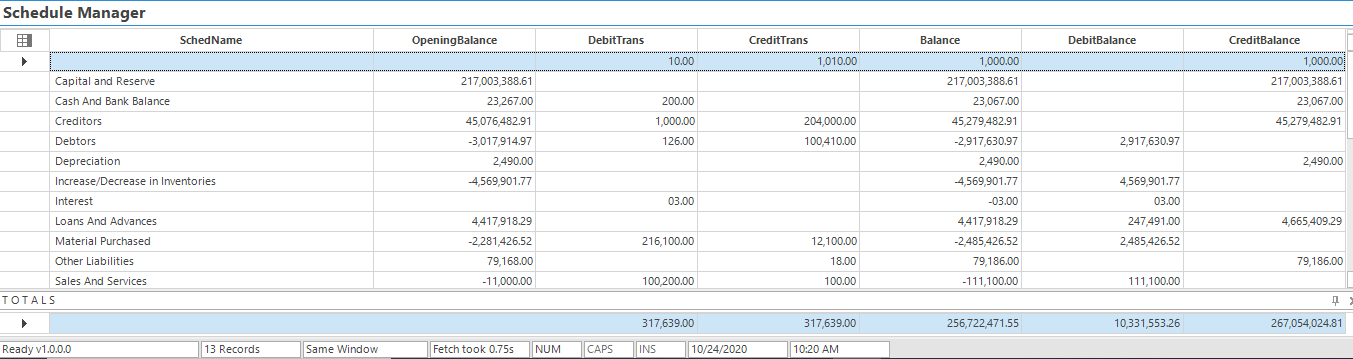 Schedule Manager
SchedName OpeningBalance DebitTrans CreditTrans Balance DebitBalance CreditBalance
10.00 1,010.00 1,000.00 1,000.00
Capital and Reserve 217,003,388.61 217,003,388.61 217,003,388.61
Cash And Bank Balance 23,267.00 200.00 23,067.00 23,067.00
Creditors 45,076,482.91 1,000.00 204,000.00 45,279,482.91 45,279,482.91
Debtors -3,017,914.97 126.00 100,410.00 -2,917,630.97 2,917,630.97
Depreciation 2,490.00 2,490.00 2,490.00
Increase/Decrease in Inventories -4,569,901.77 -4,569,901.77 4,569,901.77
Interest 03.00 -03.00 03.00
Loans And Advances 4,417,918.29 4,417,918.29 247,491.00 4,665,409.29
Material Purchased -2,281,426.52 216,100.00 12,100.00 -2,485,426.52 2,485,426.52
Other Liabilities 79,168.00 18.00 79,186.00 79,186.00
Sales And Services -11,000.00 100,200.00 100.00 -111,100.00 111,100.00
TOTALS
317,639.00 317,639.00 256,722,471.55 10,331,553.26 267,054,024.81
Ready v1.0.0.0 13 Records Same Window Fetch took 0.75s NUM CAPS INS 10/24/2020 10:20 AM